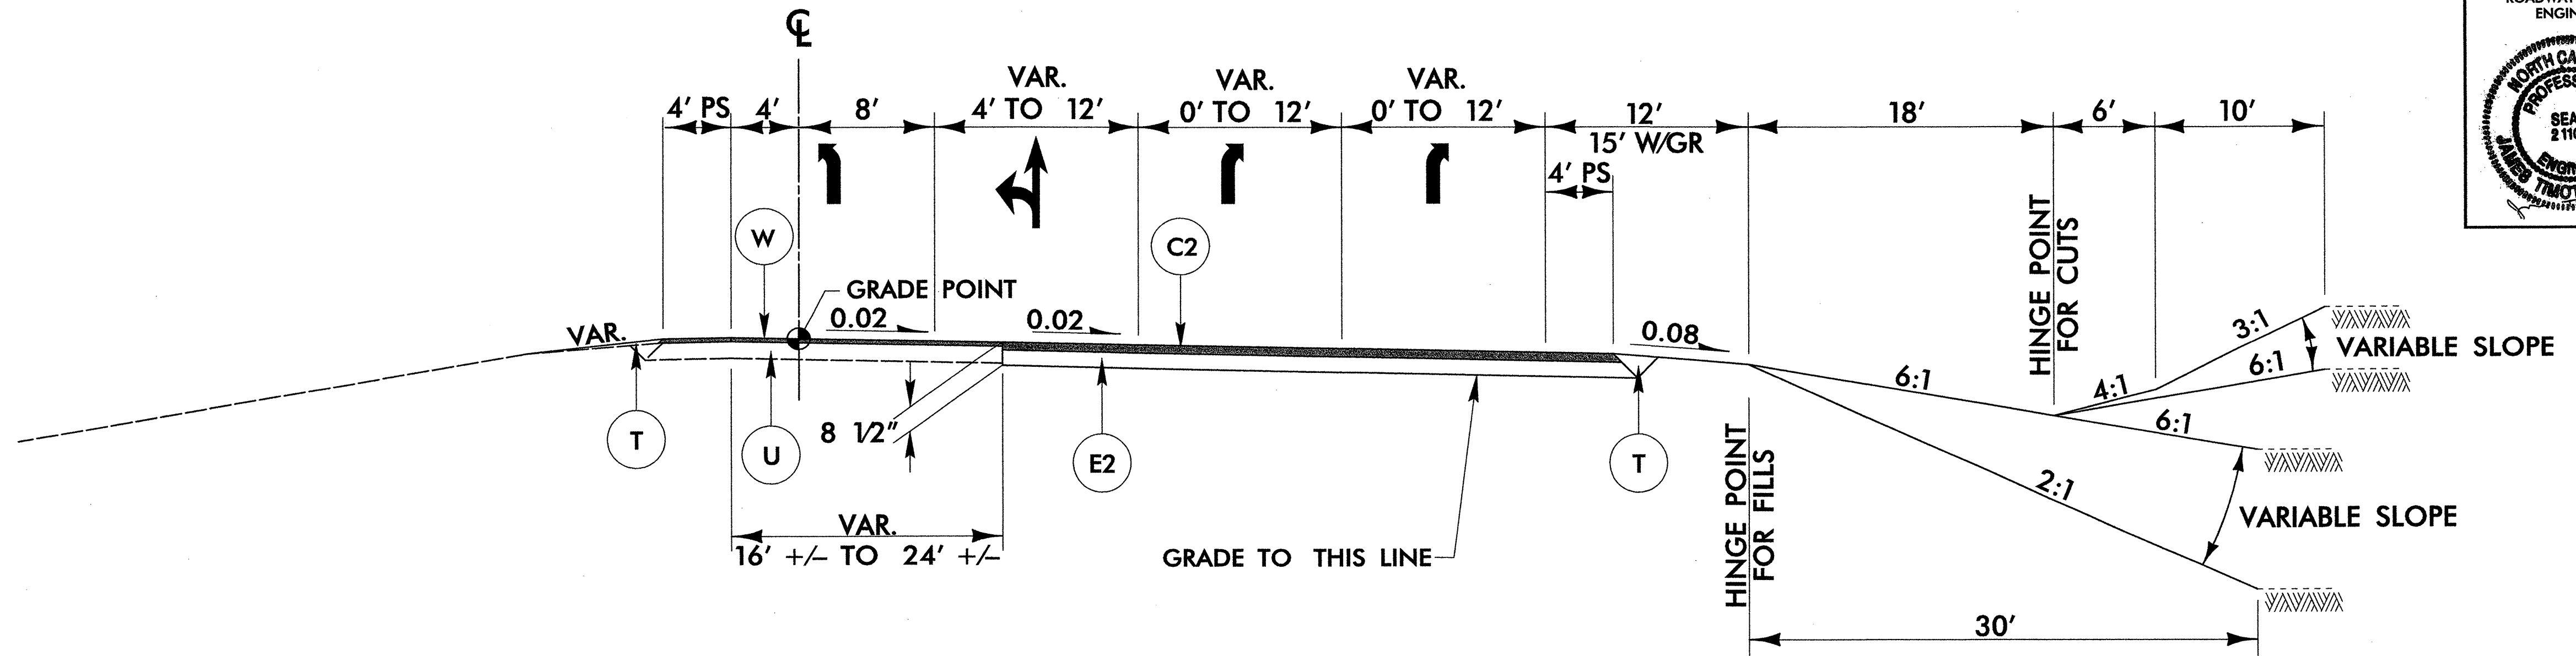 ℄
ENGIN
4' PS
4'
8'
VAR.
4' TO 12'
VAR.
0' TO 12'
VAR.
0' TO 12'
12'
15' W/GR
4' PS
18'
6'
10'
NORTH CA
PROFESS
SEA
ENGI
JAMES TIMO
W
C2
GRADE POINT
0.02
0.02
0.08
VAR.
HINGE POINT
FOR CUTS
3:1
4:1
6:1
VARIABLE SLOPE
6:1
6:1
8 1/2"
T
U
E2
T
2:1
VARIABLE SLOPE
HINGE POINT
FOR FILLS
VAR.
16' +/- TO 24' +/-
GRADE TO THIS LINE
30'